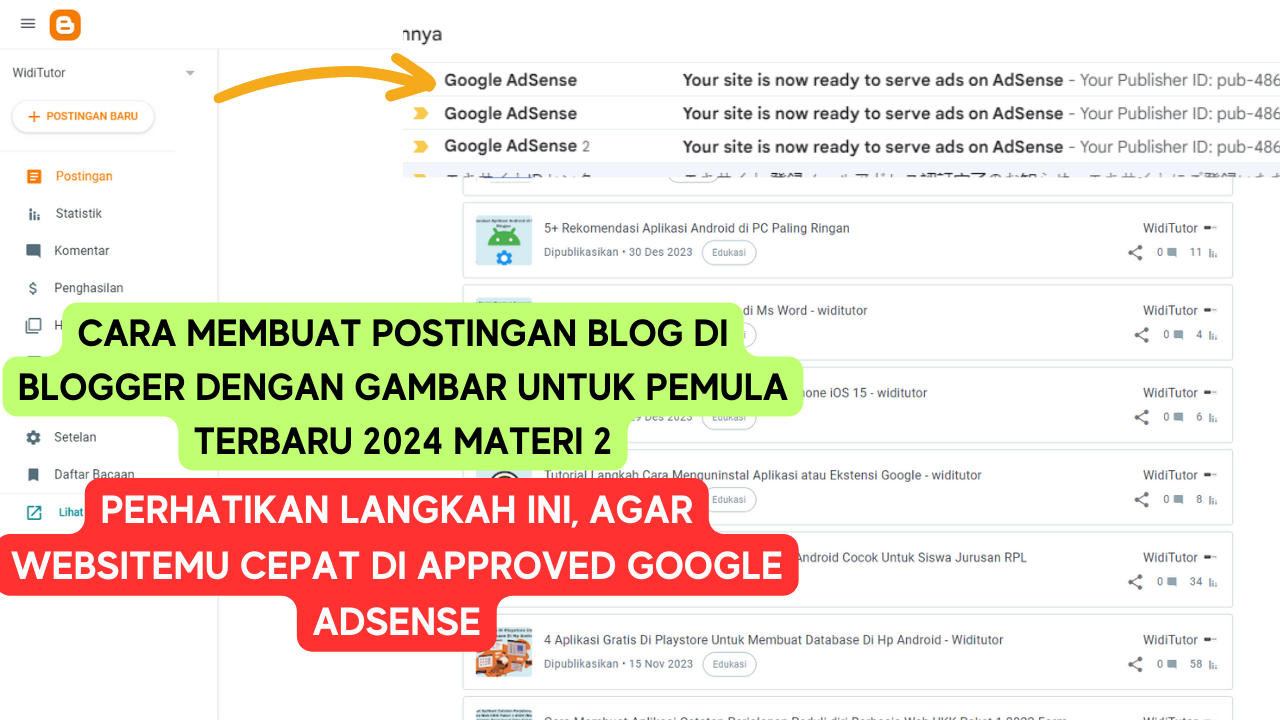 WidiTutor
POSTINGAN BARU
Postingan
Statistik
Komentar
Penghasilan
H
Setelan
Daftar Bacaan
Lihat
nnya
Google AdSense Your site is now ready to serve ads on AdSense - Your Publisher ID: pub-486
Google AdSense Your site is now ready to serve ads on AdSense - Your Publisher ID: pub-486
Google AdSense 2 Your site is now ready to serve ads on AdSense - Your Publisher ID: pub-486
5+ Rekomendasi Aplikasi Android di PC Paling Ringan WidiTutor
Dipublikasikan • 30 Des 2023 Edukasi 0 11
di Ms Word - widitutor WidiTutor
0 4
hone iOS 15 - widitutor WidiTutor
29 Des 2023 Edukasi 0 6
Tutorial Langkah Cara Menguninstal Aplikasi atau Ekstensi Google - widitutor WidiTutor
Edukasi 0 8
Android Cocok Untuk Siswa Jurusan RPL WidiTutor
0 34
4 Aplikasi Gratis Di Playstore Untuk Membuat Database Di Hp Android - Widitutor WidiTutor
Dipublikasikan • 15 Nov 2023 Edukasi 0 58
CARA MEMBUAT POSTINGAN BLOG DI
BLOGGER DENGAN GAMBAR UNTUK PEMULA
TERBARU 2024 MATERI 2
PERHATIKAN LANGKAH INI, AGAR
WEBSITEMU CEPAT DI APPROVED GOOGLE
ADSENSE